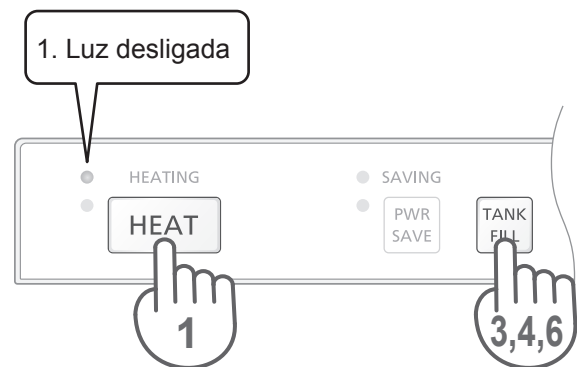 1. Luz desligada
HEATING
SAVING
HEAT
PWR
SAVE
TANK
FILL
1
3,4,6